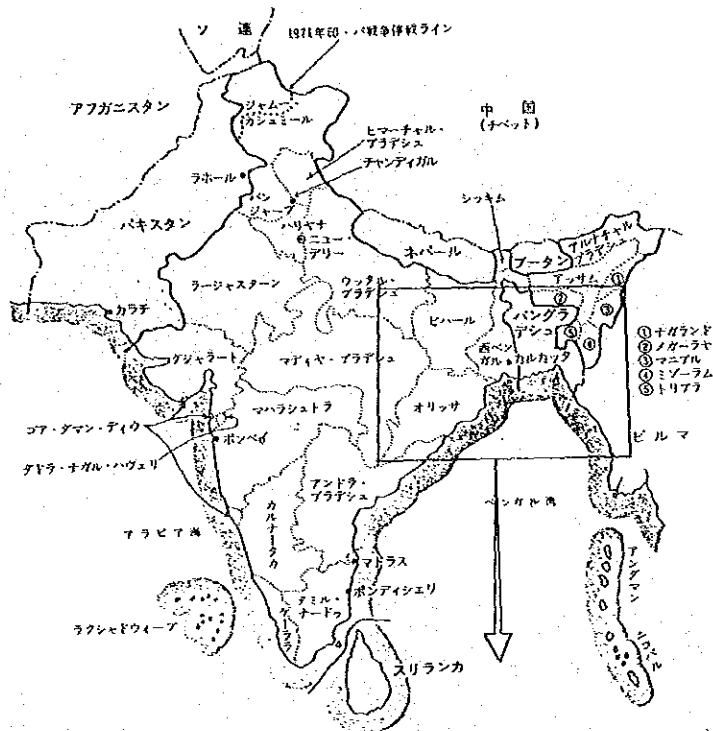 ソ連
1971年印・パ戦争停戦ライン
アフガニスタン
ジャムー・
カシュミール
中国
(チベット)
ヒマーチャル・
プラデシュ
チャンディガル
ラホール
パン
ジャーブ
シッキム
パキスタン
ハリヤナ
ニュー・
デリー
ネパール
ブータン
アルナチャル
プラデシュ
アッサム
①
ラージャスターン
ウッタル・
プラデシュ
カラチ
ビハール
バングラ
デシュ
②
③
④
⑤
①ナガランド
②メガーラヤ
③マニプル
④ミゾーラム
⑤トリプラ
グジャラート
マディヤ・プラデシュ
西ベン
ガル
カルカッタ
マハラシュトラ
オリッサ
ゴア・ダマン・ディウ
ボンベイ
ビルマ
ダドラ・ナガル・ハヴェリ
アンドラ・
プラデシュ
ベンガル湾
カルナータカ
アラビア海
マドラス
ポンディシェリ
タミル・
ナードゥ
ケーララ
アンダマン
ニコバル
ラクシャドウィープ
スリランカ